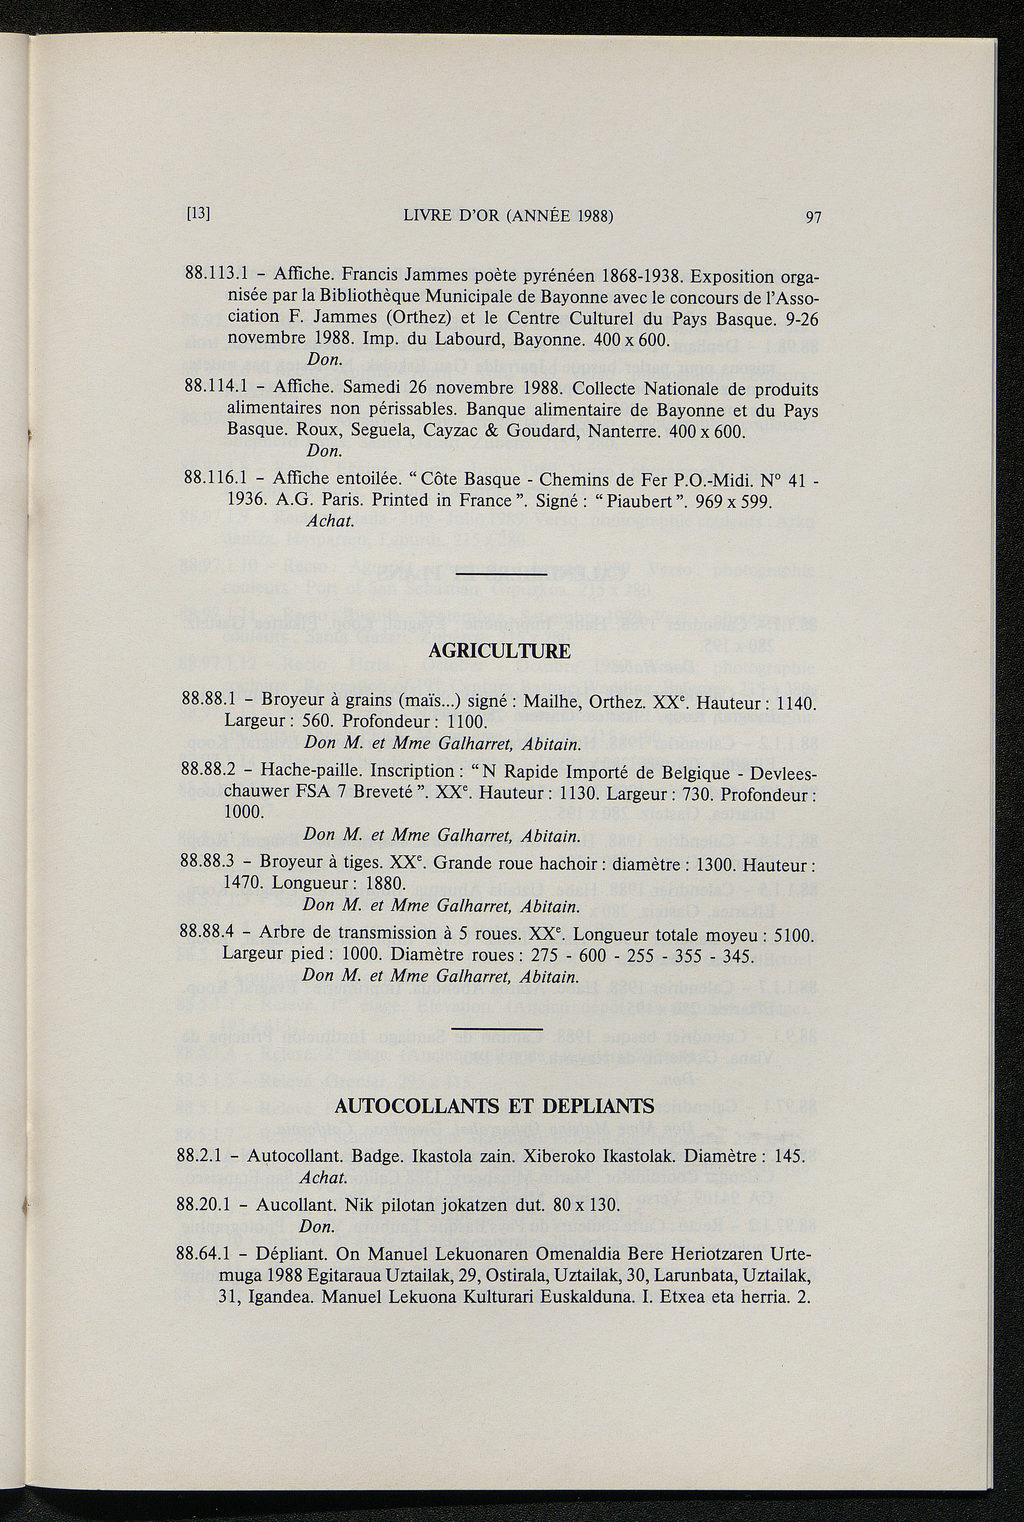 [13] LIVRE D'OR (ANNÉE 1988) 97
88.113.1 – Affiche. Francis Jammes poète pyrénéen 1868-1938. Exposition orga-
nisée par la Bibliothèque Municipale de Bayonne avec le concours de l'Asso-
ciation F. Jammes (Orthez) et le Centre Culturel du Pays Basque. 9-26
novembre 1988. Imp. du Labourd, Bayonne. 400 x 600.
Don.
88.114.1 – Affiche. Samedi 26 novembre 1988. Collecte Nationale de produits
alimentaires non périssables. Banque alimentaire de Bayonne et du Pays
Basque. Roux, Seguela, Cayzac & Goudard, Nanterre. 400 x 600.
Don.
88.116.1 – Affiche entoilée. "Côte Basque - Chemins de Fer P.O.-Midi. N° 41 -
1936. A.G. Paris. Printed in France". Signé : "Piaubert". 969 x 599.
Achat.
AGRICULTURE
88.88.1 – Broyeur à grains (maïs...) signé : Mailhe, Orthez. XXe. Hauteur : 1140.
Largeur : 560. Profondeur : 1100.
Don M. et Mme Galharret, Abitain.
88.88.2 – Hache-paille. Inscription : "N Rapide Importé de Belgique - Devlees-
chauwer FSA 7 Breveté". XXe. Hauteur : 1130. Largeur : 730. Profondeur :
1000.
Don M. et Mme Galharret, Abitain.
88.88.3 – Broyeur à tiges. XXe. Grande roue hachoir : diamètre : 1300. Hauteur :
1470. Longueur : 1880.
Don M. et Mme Galharret, Abitain.
88.88.4 – Arbre de transmission à 5 roues. XXe. Longueur totale moyeu : 5100.
Largeur pied : 1000. Diamètre roues : 275 - 600 - 255 - 355 - 345.
Don M. et Mme Galharret, Abitain.
AUTOCOLLANTS ET DEPLIANTS
88.2.1 – Autocollant. Badge. Ikastola zain. Xiberoko Ikastolak. Diamètre : 145.
Achat.
88.20.1 – Aucollant. Nik pilotan jokatzen dut. 80 x 130.
Don.
88.64.1 – Dépliant. On Manuel Lekuonaren Omenaldia Bere Heriotzaren Urte-
muga 1988 Egitaraua Uztailak, 29, Ostirala, Uztailak, 30, Larunbata, Uztailak,
31, Igandea. Manuel Lekuona Kulturari Euskalduna. I. Etxea eta herria. 2.